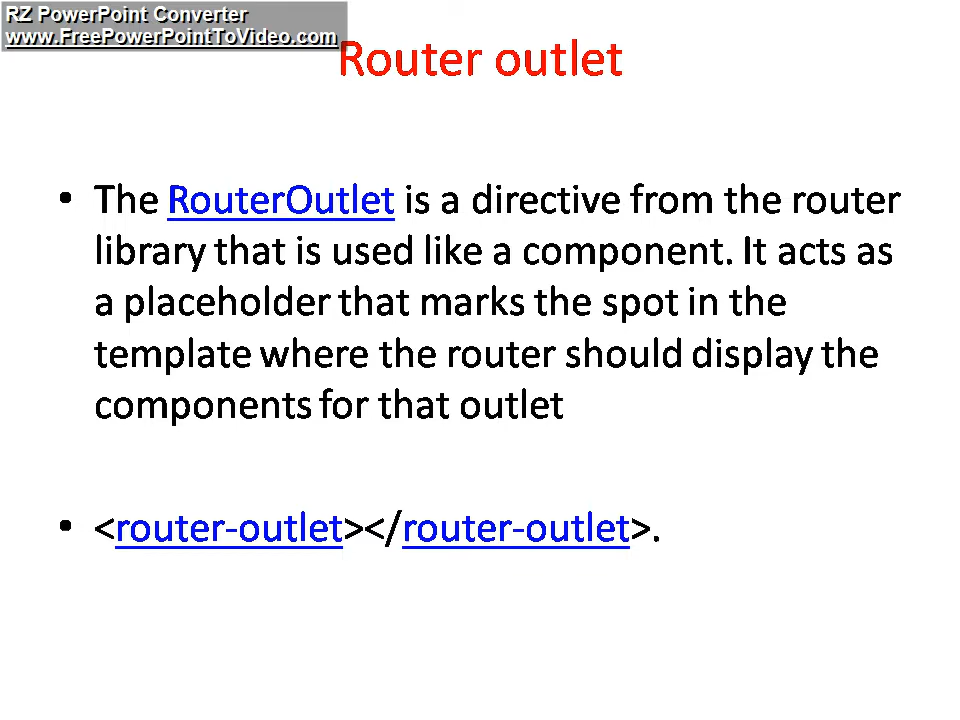 RZ PowerPoint Converter
www.FreePowerPointToVideo.com
Router outlet
• The RouterOutlet is a directive from the router
library that is used like a component. It acts as
a placeholder that marks the spot in the
template where the router should display the
components for that outlet
• <router-outlet></router-outlet>.